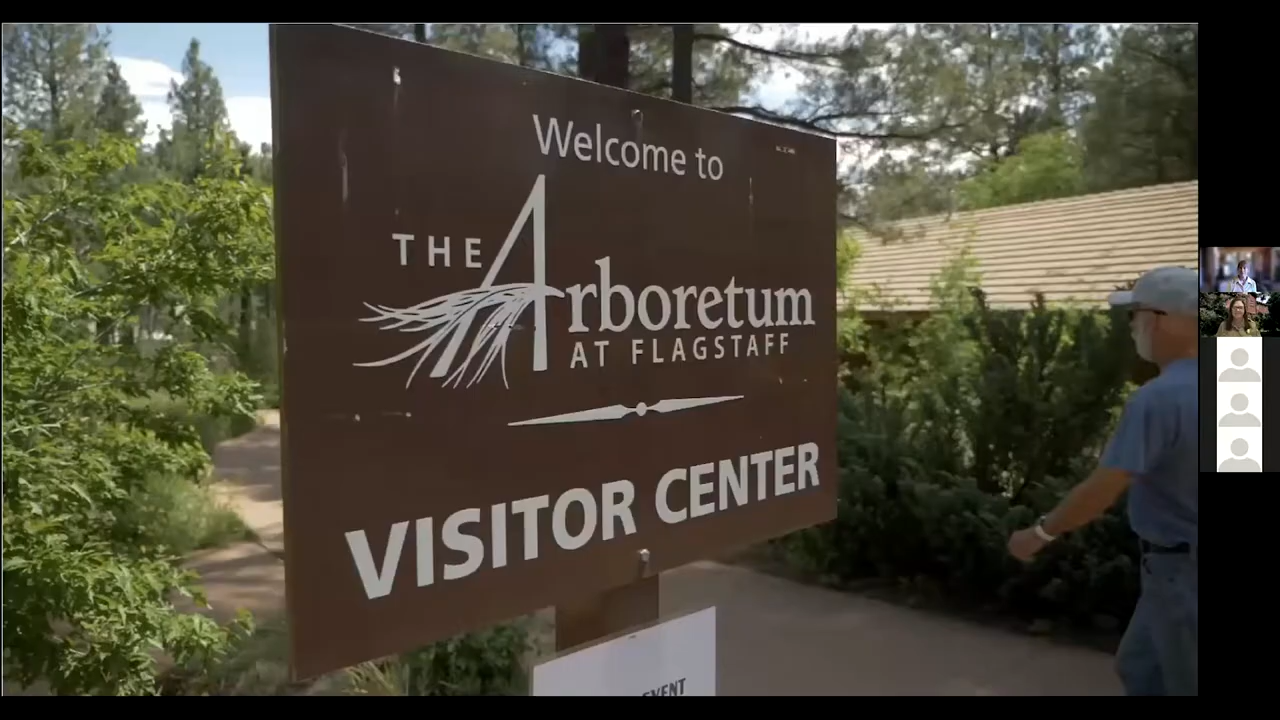 Welcome to
THE Arboretum
AT FLAGSTAFF
VISITOR CENTER
EVENT